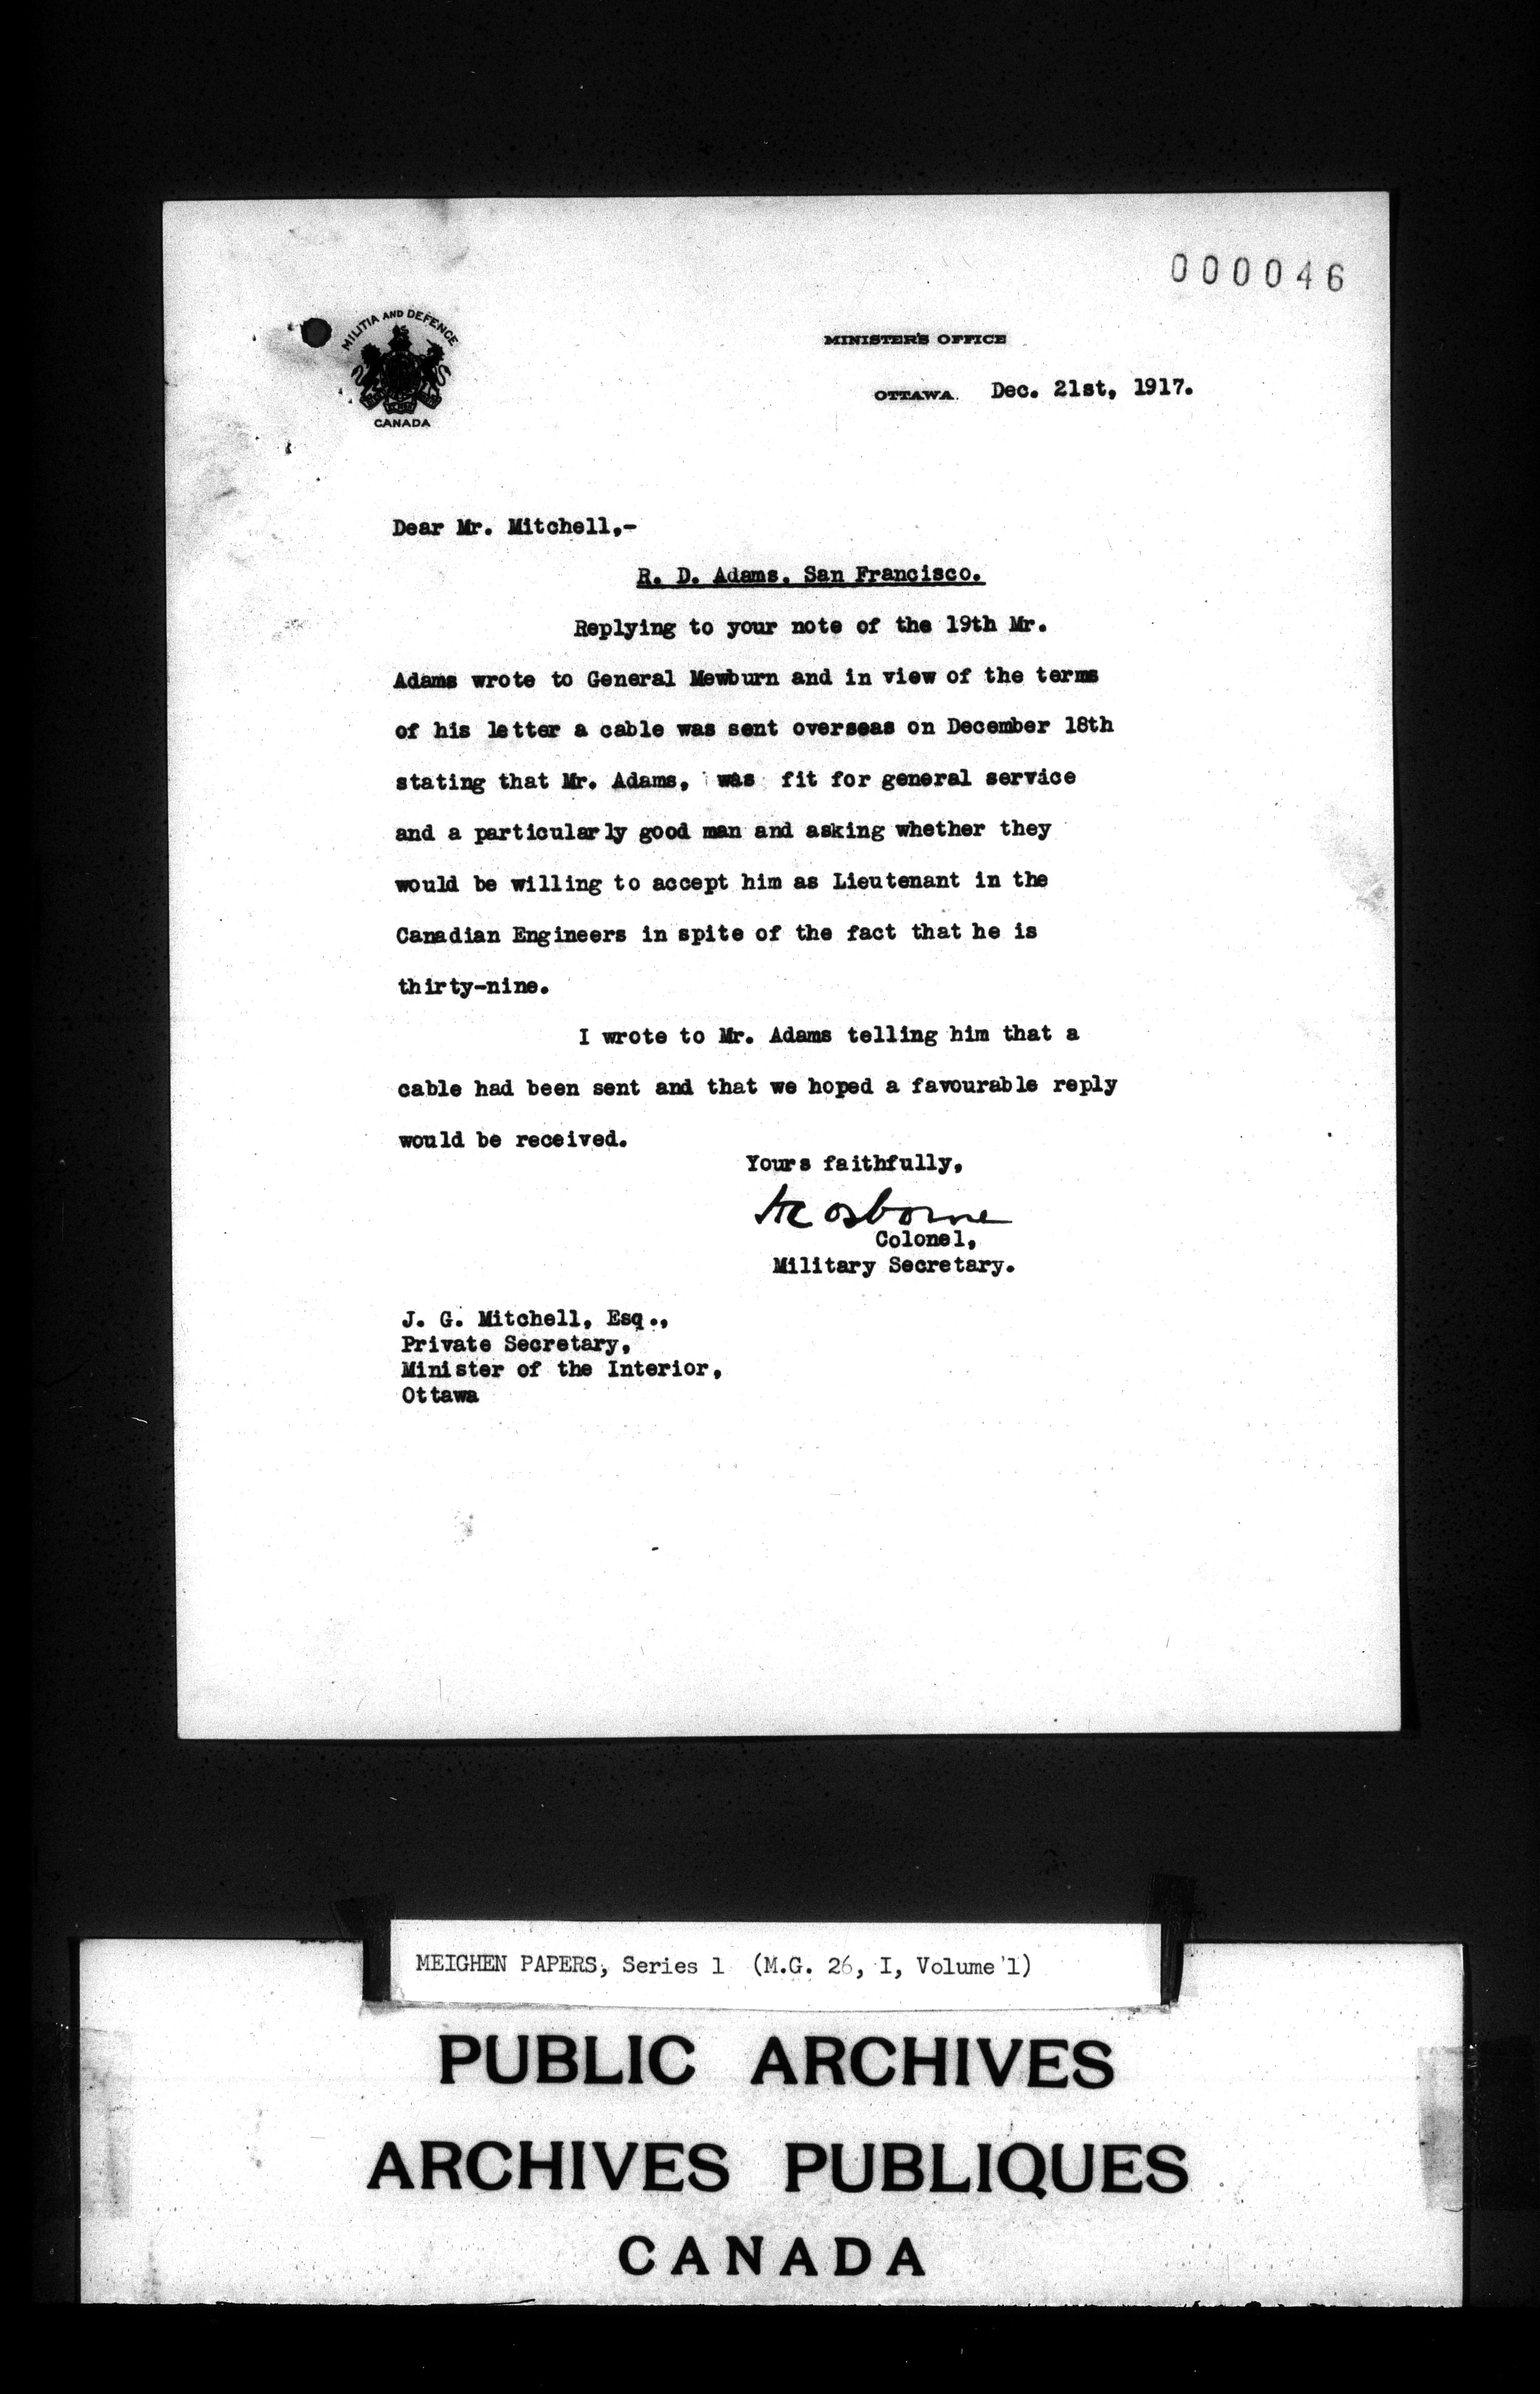 000046
MILITIA AND DEFENCE
CANADA
MINISTER'S OFFICE
OTTAWA. Dec. 21st, 1917.
Dear Mr. Mitchell,-
R. D. Adams, San Francisco.
Replying to your note of the 19th Mr.
Adams wrote to General Mewburn and in view of the terms
of his letter a cable was sent overseas on December 18th
stating that Mr. Adams, was fit for general service
and a particularly good man and asking whether they
would be willing to accept him as Lieutenant in the
Canadian Engineers in spite of the fact that he is
thirty-nine.
I wrote to Mr. Adams telling him that a
cable had been sent and that we hoped a favourable reply
would be received.
Yours faithfully,
Osborne
Colonel,
Military Secretary.
J. G. Mitchell, Esq.,
Private Secretary,
Minister of the Interior,
Ottawa
MEIGHEN PAPERS, Series 1 (M.G. 26, I, Volume 1)
PUBLIC ARCHIVES
ARCHIVES PUBLIQUES
CANADA